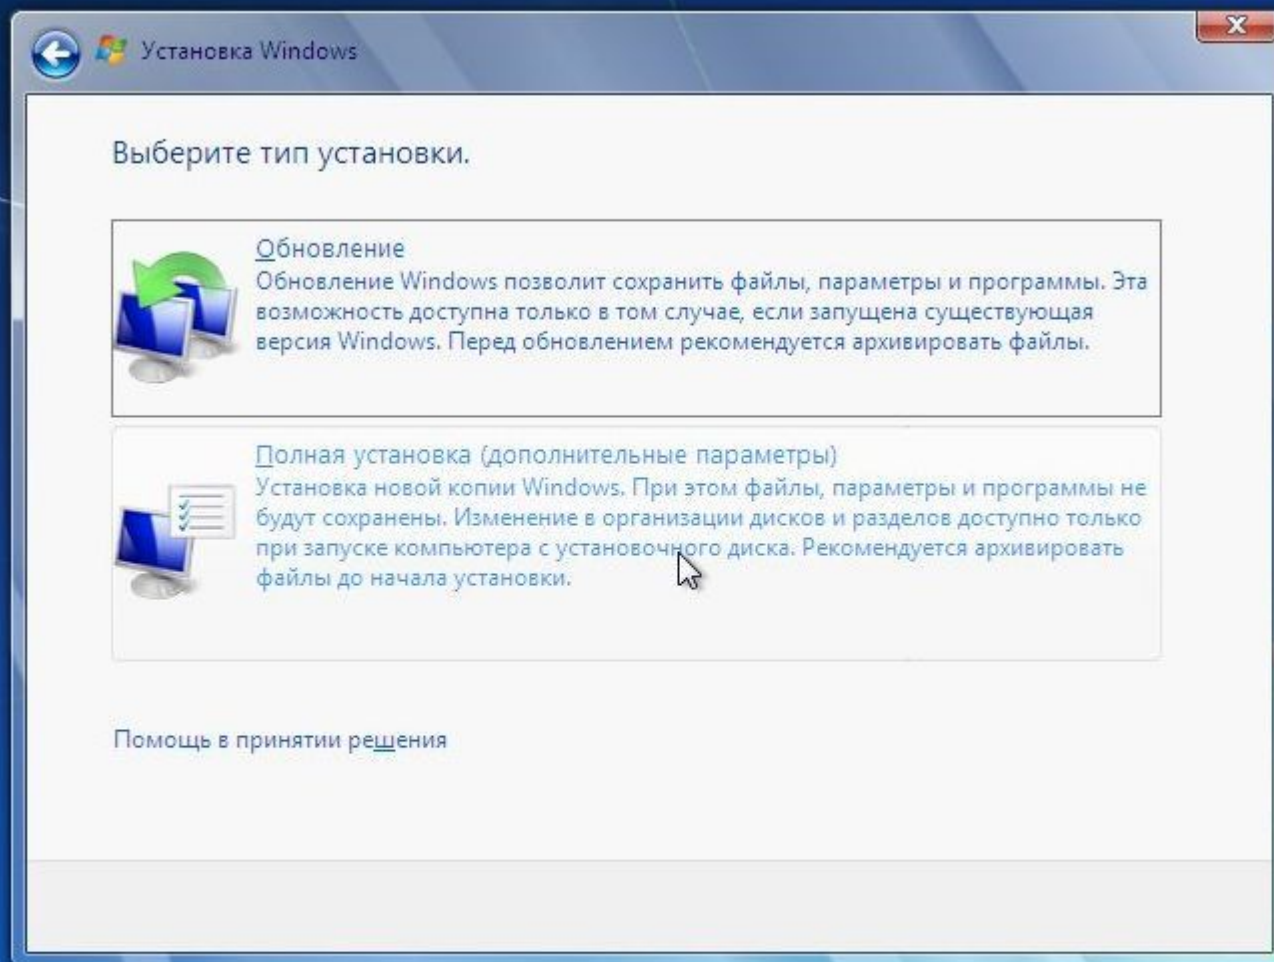 Установка Windows
Выберите тип установки.
Обновление
Обновление Windows позволит сохранить файлы, параметры и программы. Эта
возможность доступна только в том случае, если запущена существующая
версия Windows. Перед обновлением рекомендуется архивировать файлы.
Полная установка (дополнительные параметры)
Установка новой копии Windows. При этом файлы, параметры и программы не
будут сохранены. Изменение в организации дисков и разделов доступно только
при запуске компьютера с установочного диска. Рекомендуется архивировать
файлы до начала установки.
Помощь в принятии решения